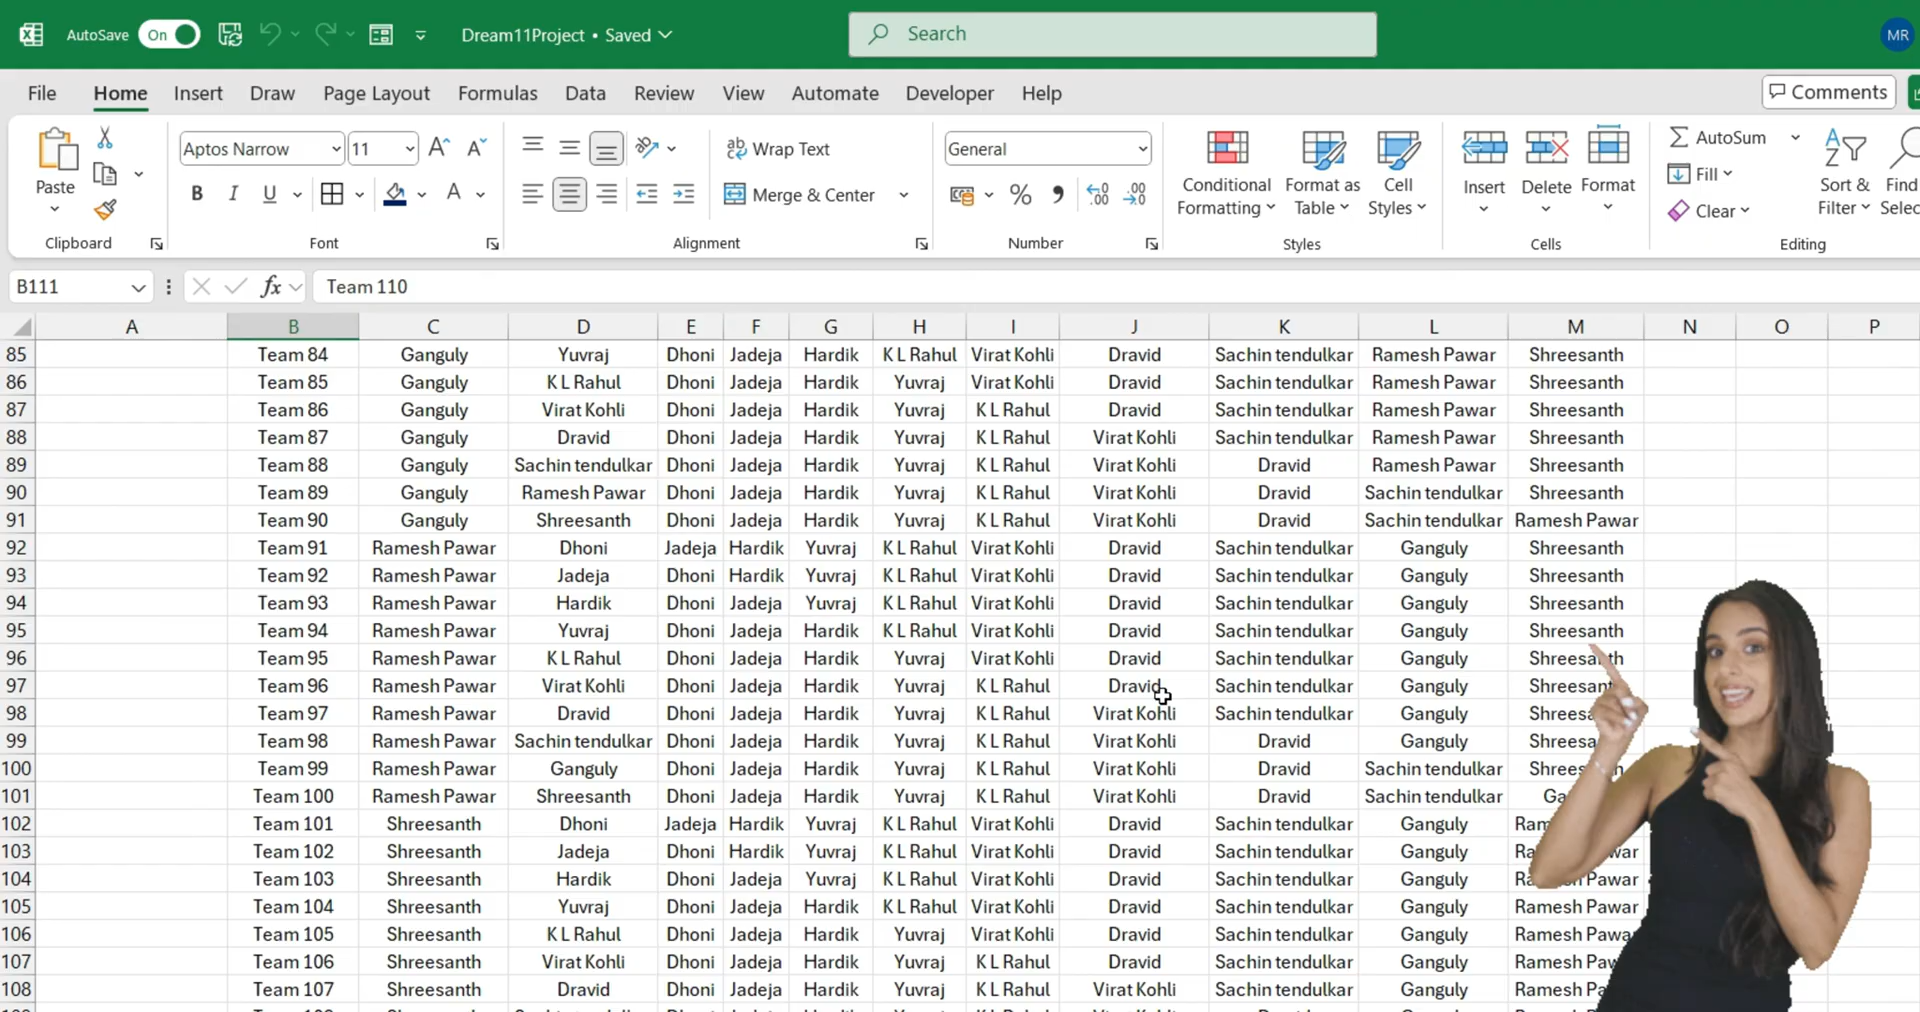 AutoSave On Dream11Project • Saved Search MR
File Home Insert Draw Page Layout Formulas Data Review View Automate Developer Help Comments
Aptos Narrow 11 Wrap Text General AutoSum
Paste B I U A Merge & Center % Conditional Formatting Format as Table Cell Styles Insert Delete Format Fill Clear Sort & Filter Find
Clipboard Font Alignment Number Styles Cells Editing
B111 fx Team 110
A B C D E F G H I J K L M N O P
85 Team 84 Ganguly Yuvraj Dhoni Jadeja Hardik K L Rahul Virat Kohli Dravid Sachin tendulkar Ramesh Pawar Shreesanth
86 Team 85 Ganguly K L Rahul Dhoni Jadeja Hardik Yuvraj Virat Kohli Dravid Sachin tendulkar Ramesh Pawar Shreesanth
87 Team 86 Ganguly Virat Kohli Dhoni Jadeja Hardik Yuvraj K L Rahul Dravid Sachin tendulkar Ramesh Pawar Shreesanth
88 Team 87 Ganguly Dravid Dhoni Jadeja Hardik Yuvraj K L Rahul Virat Kohli Sachin tendulkar Ramesh Pawar Shreesanth
89 Team 88 Ganguly Sachin tendulkar Dhoni Jadeja Hardik Yuvraj K L Rahul Virat Kohli Dravid Ramesh Pawar Shreesanth
90 Team 89 Ganguly Ramesh Pawar Dhoni Jadeja Hardik Yuvraj K L Rahul Virat Kohli Dravid Sachin tendulkar Shreesanth
91 Team 90 Ganguly Shreesanth Dhoni Jadeja Hardik Yuvraj K L Rahul Virat Kohli Dravid Sachin tendulkar Ramesh Pawar
92 Team 91 Ramesh Pawar Dhoni Jadeja Hardik Yuvraj K L Rahul Virat Kohli Dravid Sachin tendulkar Ganguly Shreesanth
93 Team 92 Ramesh Pawar Jadeja Dhoni Hardik Yuvraj K L Rahul Virat Kohli Dravid Sachin tendulkar Ganguly Shreesanth
94 Team 93 Ramesh Pawar Hardik Dhoni Jadeja Yuvraj K L Rahul Virat Kohli Dravid Sachin tendulkar Ganguly Shreesanth
95 Team 94 Ramesh Pawar Yuvraj Dhoni Jadeja Hardik K L Rahul Virat Kohli Dravid Sachin tendulkar Ganguly Shreesanth
96 Team 95 Ramesh Pawar K L Rahul Dhoni Jadeja Hardik Yuvraj Virat Kohli Dravid Sachin tendulkar Ganguly Shreesanth
97 Team 96 Ramesh Pawar Virat Kohli Dhoni Jadeja Hardik Yuvraj K L Rahul Dravid Sachin tendulkar Ganguly
98 Team 97 Ramesh Pawar Dravid Dhoni Jadeja Hardik Yuvraj K L Rahul Virat Kohli Sachin tendulkar Ganguly
99 Team 98 Ramesh Pawar Sachin tendulkar Dhoni Jadeja Hardik Yuvraj K L Rahul Virat Kohli Dravid Ganguly
100 Team 99 Ramesh Pawar Ganguly Dhoni Jadeja Hardik Yuvraj K L Rahul Virat Kohli Dravid Sachin tendulkar
101 Team 100 Ramesh Pawar Shreesanth Dhoni Jadeja Hardik Yuvraj K L Rahul Virat Kohli Dravid Sachin tendulkar
102 Team 101 Shreesanth Dhoni Jadeja Hardik Yuvraj K L Rahul Virat Kohli Dravid Sachin tendulkar Ganguly
103 Team 102 Shreesanth Jadeja Dhoni Hardik Yuvraj K L Rahul Virat Kohli Dravid Sachin tendulkar Ganguly
104 Team 103 Shreesanth Hardik Dhoni Jadeja Yuvraj K L Rahul Virat Kohli Dravid Sachin tendulkar Ganguly Pawar
105 Team 104 Shreesanth Yuvraj Dhoni Jadeja Hardik K L Rahul Virat Kohli Dravid Sachin tendulkar Ganguly Ramesh Pawar
106 Team 105 Shreesanth K L Rahul Dhoni Jadeja Hardik Yuvraj Virat Kohli Dravid Sachin tendulkar Ganguly Ramesh
107 Team 106 Shreesanth Virat Kohli Dhoni Jadeja Hardik Yuvraj K L Rahul Dravid Sachin tendulkar Ganguly Ramesh
108 Team 107 Shreesanth Dravid Dhoni Jadeja Hardik Yuvraj K L Rahul Virat Kohli Sachin tendulkar Ganguly Ramesh